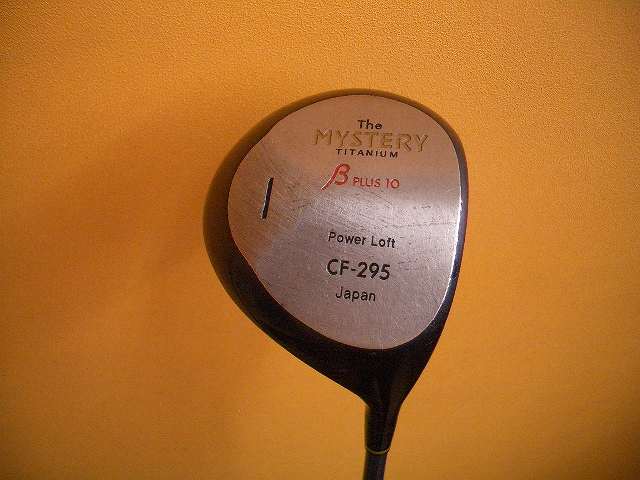 The
MYSTERY
TITANIUM
β PLUS 10
1
Power Loft
CF-295
Japan